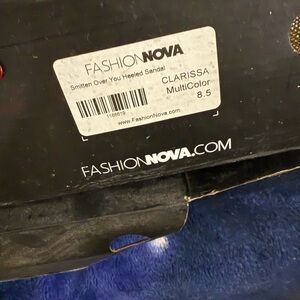 FASHIONNOVA
Smitten Over You Heeled Sandal
CLARISSA
MultiColor
8.5
www.FashionNova.com
FASHIONNOVA.COM